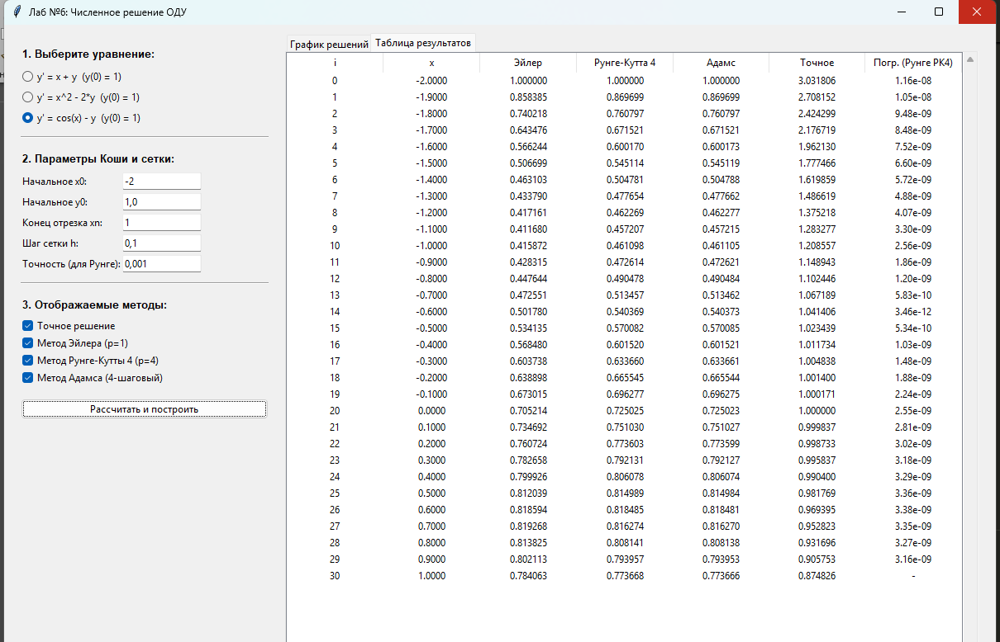 Лаб №6: Численное решение ОДУ
1. Выберите уравнение:
y' = x + y (y(0) = 1)
y' = x^2 - 2*y (y(0) = 1)
y' = cos(x) - y (y(0) = 1)
2. Параметры Коши и сетки:
Начальное x0: -2
Начальное y0: 1,0
Конец отрезка xn: 1
Шаг сетки h: 0,1
Точность (для Рунге): 0,001
3. Отображаемые методы:
Точное решение
Метод Эйлера (p=1)
Метод Рунге-Кутты 4 (p=4)
Метод Адамса (4-шаговый)
Рассчитать и построить
График решений Таблица результатов
i x Эйлер Рунге-Кутта 4 Адамс Точное Погр. (Рунге РК4)
0 -2.0000 1.000000 1.000000 1.000000 3.031806 1.16e-08
1 -1.9000 0.858385 0.869699 0.869699 2.708152 1.05e-08
2 -1.8000 0.740218 0.760797 0.760797 2.424299 9.48e-09
3 -1.7000 0.643476 0.671521 0.671521 2.176719 8.48e-09
4 -1.6000 0.566244 0.600170 0.600173 1.962130 7.52e-09
5 -1.5000 0.506699 0.545114 0.545119 1.777466 6.60e-09
6 -1.4000 0.463103 0.504781 0.504788 1.619859 5.72e-09
7 -1.3000 0.433790 0.477654 0.477662 1.486619 4.88e-09
8 -1.2000 0.417161 0.462269 0.462277 1.375218 4.07e-09
9 -1.1000 0.411680 0.457207 0.457215 1.283277 3.30e-09
10 -1.0000 0.415872 0.461098 0.461105 1.208557 2.56e-09
11 -0.9000 0.428315 0.472614 0.472621 1.148943 1.86e-09
12 -0.8000 0.447644 0.490478 0.490484 1.102446 1.20e-09
13 -0.7000 0.472551 0.513457 0.513462 1.067189 5.83e-10
14 -0.6000 0.501780 0.540369 0.540373 1.041406 3.46e-12
15 -0.5000 0.534135 0.570082 0.570085 1.023439 5.34e-10
16 -0.4000 0.568480 0.601520 0.601521 1.011734 1.03e-09
17 -0.3000 0.603738 0.633660 0.633661 1.004838 1.48e-09
18 -0.2000 0.638898 0.665545 0.665544 1.001400 1.88e-09
19 -0.1000 0.673015 0.696277 0.696275 1.000171 2.24e-09
20 0.0000 0.705214 0.725025 0.725023 1.000000 2.55e-09
21 0.1000 0.734692 0.751030 0.751027 0.999837 2.81e-09
22 0.2000 0.760724 0.773603 0.773599 0.998733 3.02e-09
23 0.3000 0.782658 0.792131 0.792127 0.995837 3.18e-09
24 0.4000 0.799926 0.806078 0.806074 0.990400 3.29e-09
25 0.5000 0.812039 0.814989 0.814984 0.981769 3.36e-09
26 0.6000 0.818594 0.818485 0.818481 0.969395 3.38e-09
27 0.7000 0.819268 0.816274 0.816270 0.952823 3.35e-09
28 0.8000 0.813825 0.808141 0.808138 0.931696 3.27e-09
29 0.9000 0.802113 0.793957 0.793953 0.905753 3.16e-09
30 1.0000 0.784063 0.773668 0.773666 0.874826 -